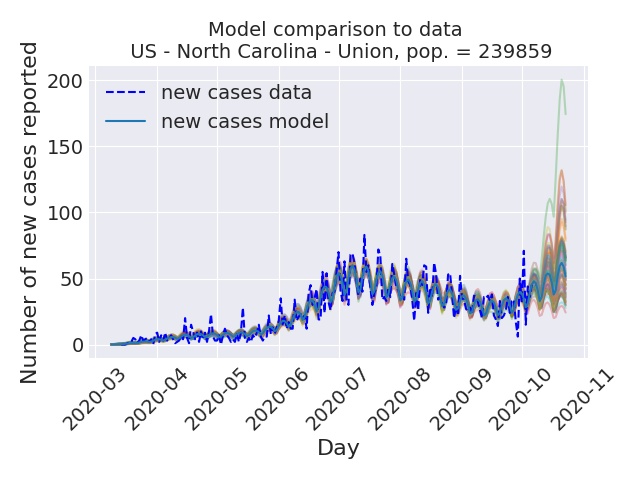 Model comparison to data
US - North Carolina - Union, pop. = 239859
Number of new cases reported
200
150
100
50
0
new cases data
new cases model
2020-03
2020-04
2020-05
2020-06
2020-07
2020-08
2020-09
2020-10
2020-11
Day